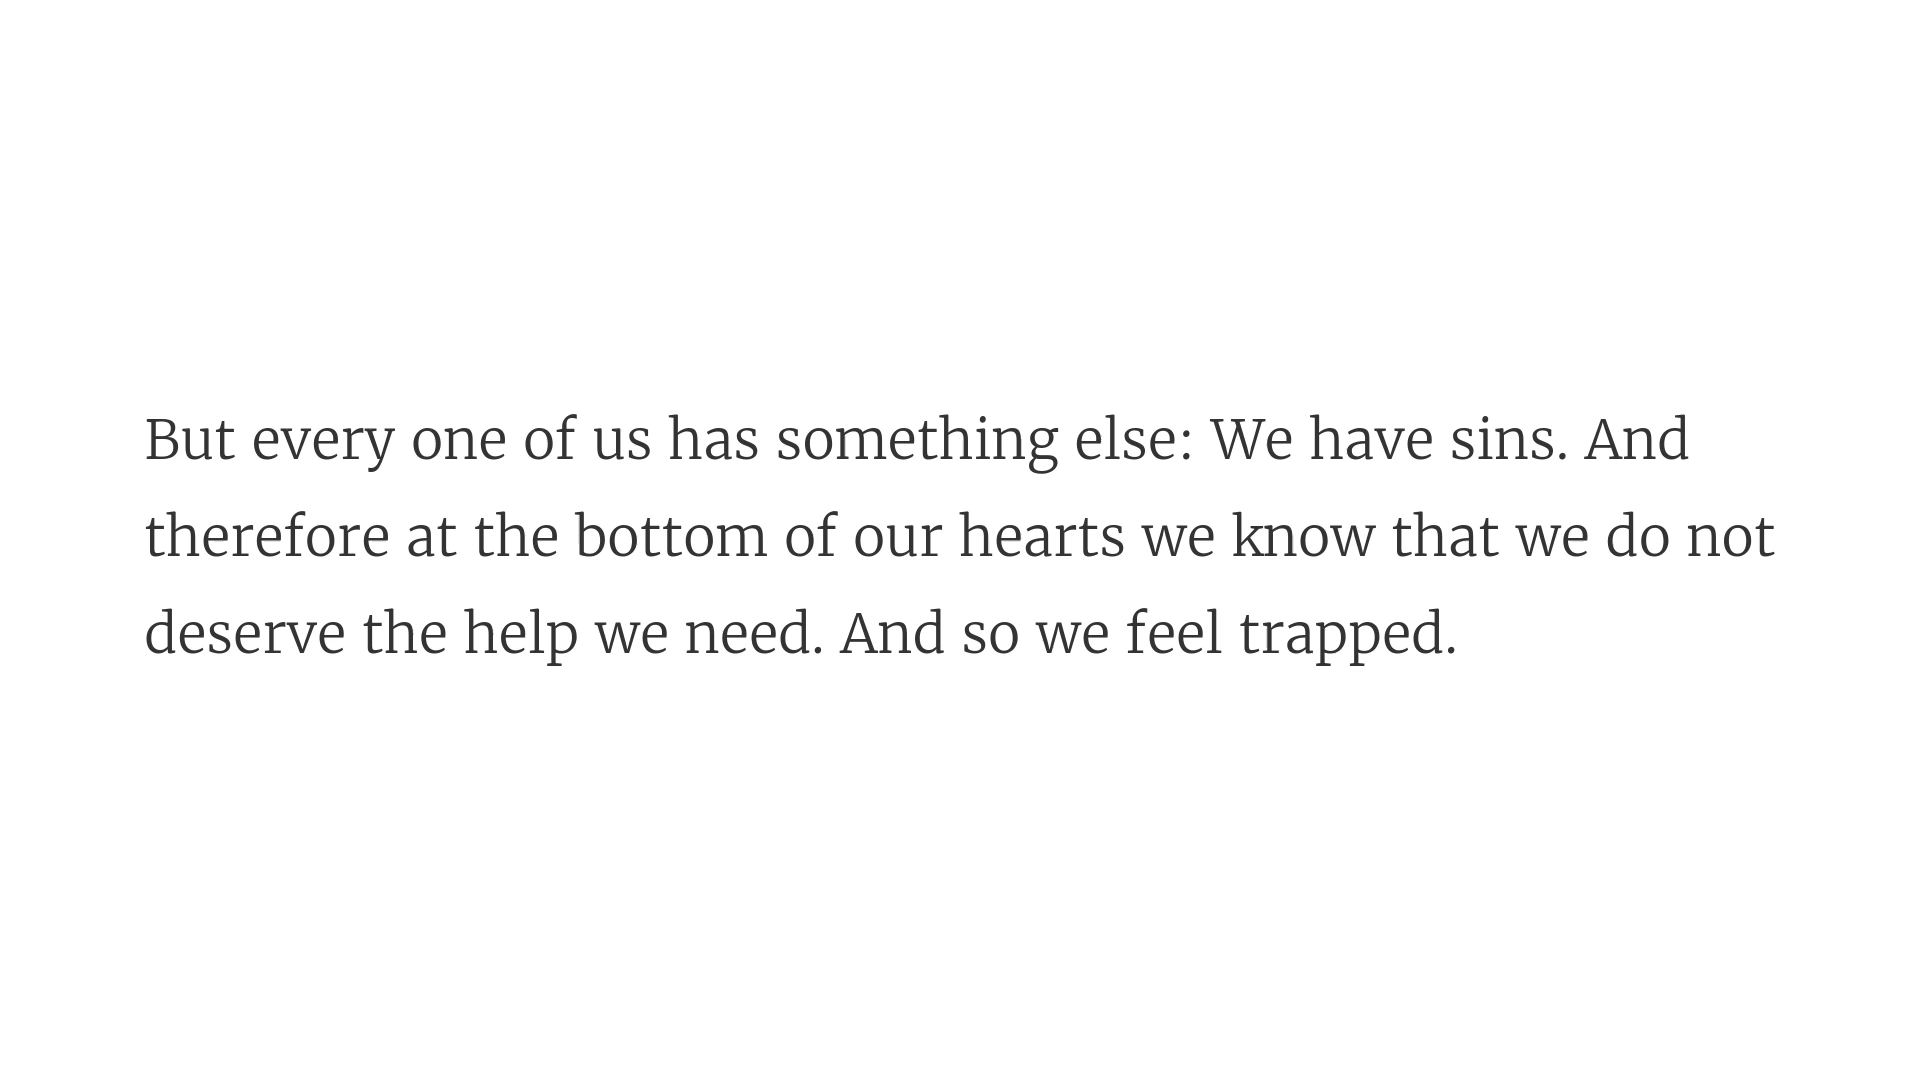 But every one of us has something else: We have sins. And
therefore at the bottom of our hearts we know that we do not
deserve the help we need. And so we feel trapped.